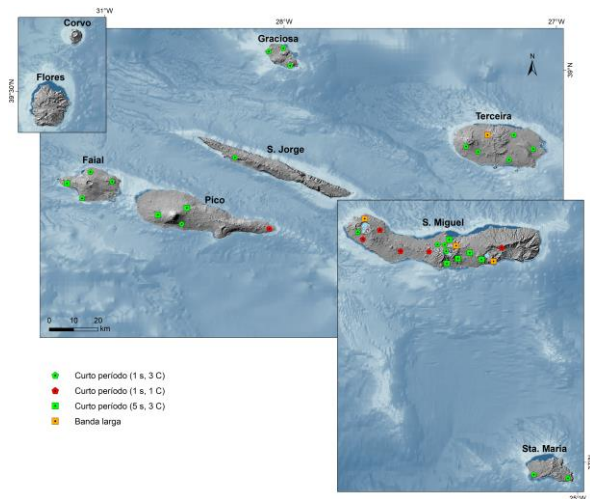 31°W
28°W
27°W
Corvo
Graciosa
N
39°N
39°30'N
Flores
Terceira
S. Jorge
Faial
Pico
S. Miguel
0 10 20
km
Curto período (1 s, 3 C)
Curto período (1 s, 1 C)
Curto período (5 s, 3 C)
Banda larga
Sta. Maria
25°W